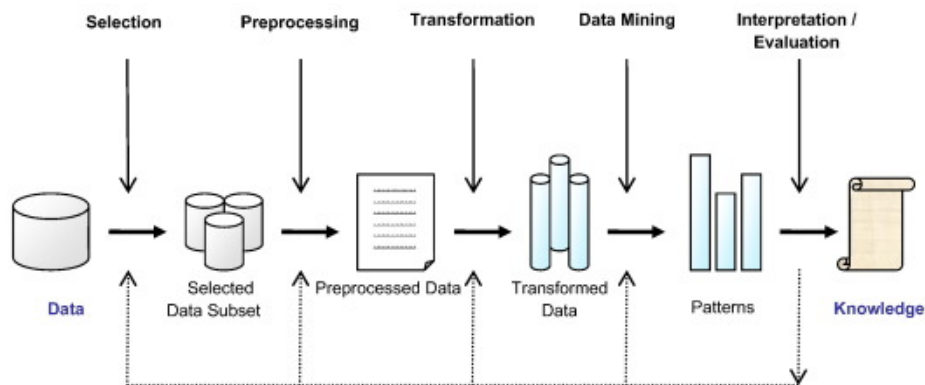 Selection
Preprocessing
Transformation
Data Mining
Interpretation /
Evaluation
Data
Selected
Data Subset
Preprocessed Data
Transformed
Data
Patterns
Knowledge